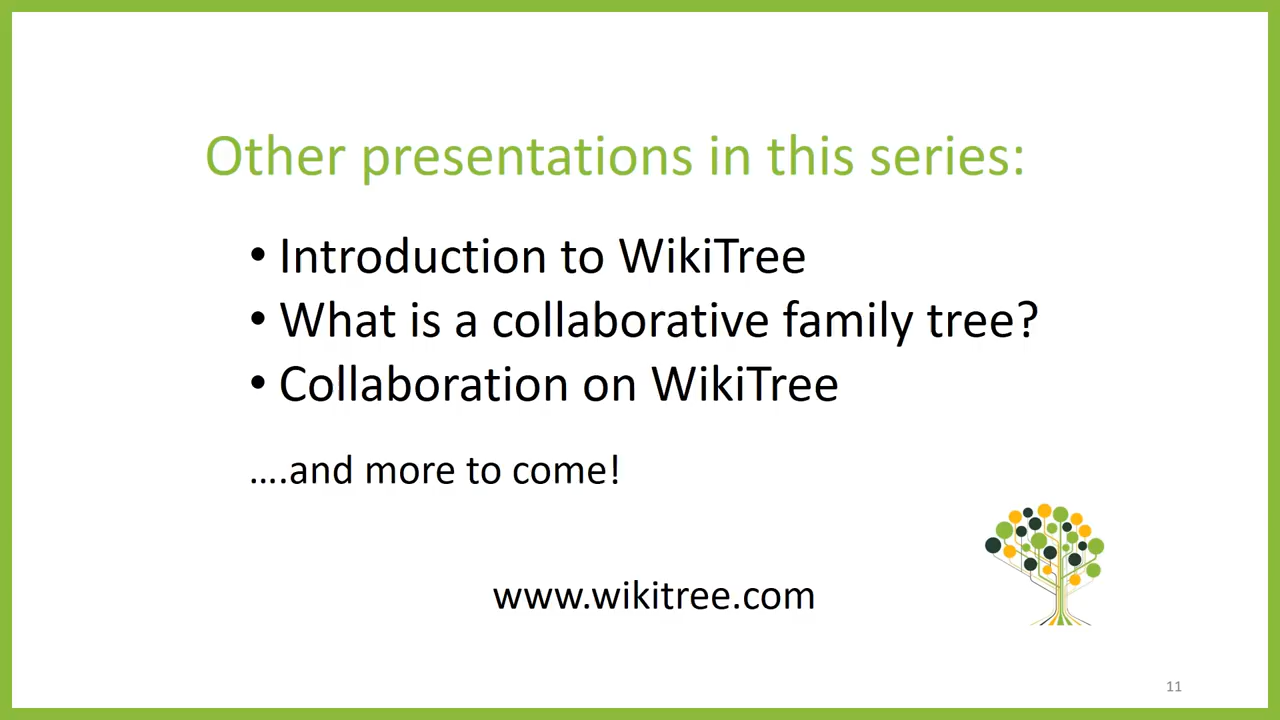 Other presentations in this series:
• Introduction to WikiTree
• What is a collaborative family tree?
• Collaboration on WikiTree
....and more to come!
www.wikitree.com
11